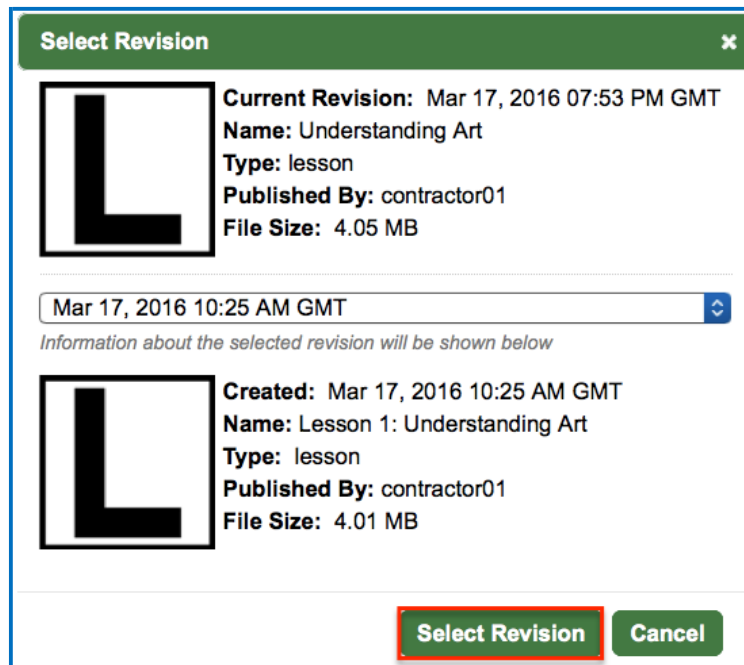 Select Revision
Current Revision: Mar 17, 2016 07:53 PM GMT
Name: Understanding Art
Type: lesson
Published By: contractor01
File Size: 4.05 MB
L
Mar 17, 2016 10:25 AM GMT
Information about the selected revision will be shown below
Created: Mar 17, 2016 10:25 AM GMT
Name: Lesson 1: Understanding Art
Type: lesson
Published By: contractor01
File Size: 4.01 MB
L
Select Revision Cancel